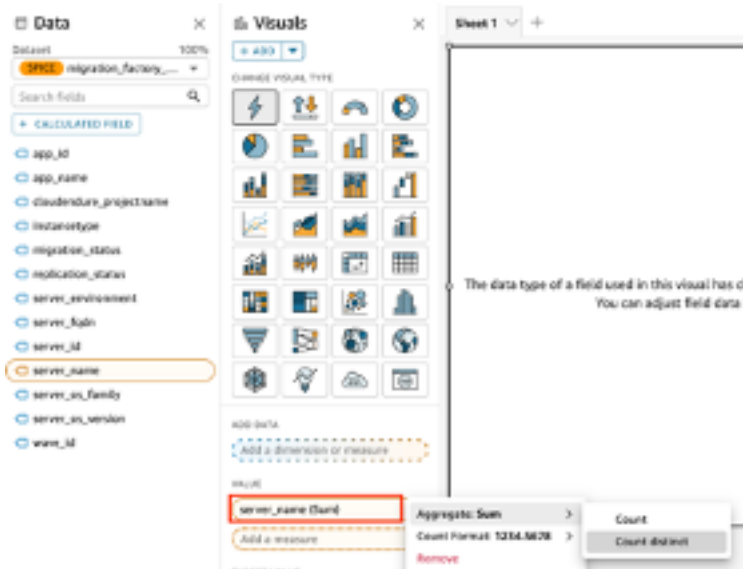 Data
Dataset
100%
SPICE migration_factory_...
Search fields
+ CALCULATED FIELD
app_id
app_name
cloudendure_projectname
instancetype
migration_status
replication_status
server_environment
server_fqdn
server_id
server_name
server_os_family
server_os_version
wave_id
Visuals
+ ADD
CHANGE VISUAL TYPE
ADD DATA
Add a dimension or measure
VALUE
server_name (Sum)
Add a measure
Sheet 1
The data type of a field used in this visual has c
You can adjust field data
Aggregate: Sum
Count Format: 1234.5678
Remove
Count
Count distinct